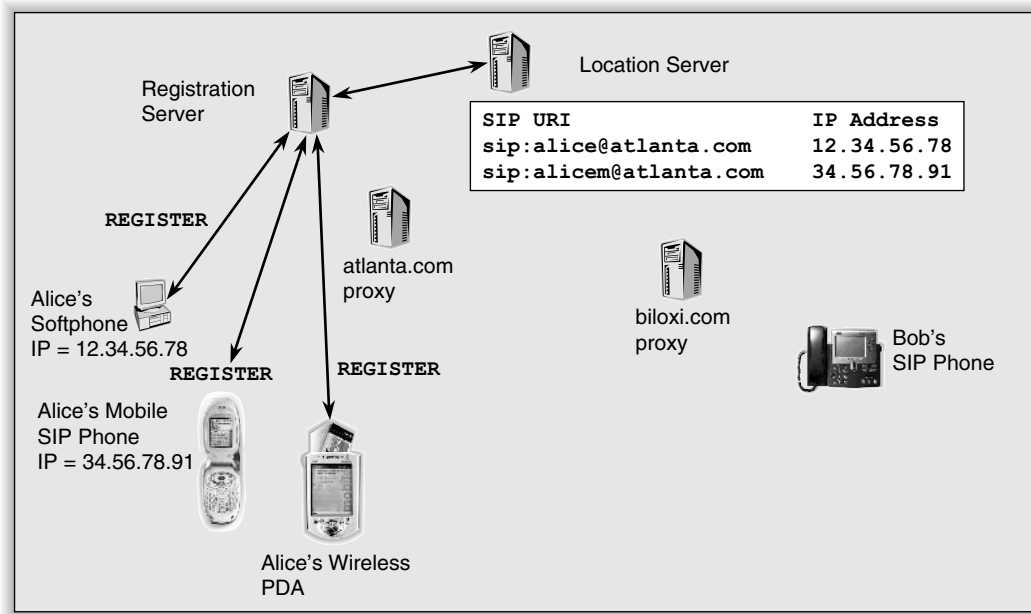 Registration
Server
Location Server
SIP URI IP Address
sip:alice@atlanta.com 12.34.56.78
sip:alicem@atlanta.com 34.56.78.91
REGISTER
atlanta.com
proxy
Alice's
Softphone
IP = 12.34.56.78
biloxi.com
proxy
Bob's
SIP Phone
REGISTER
REGISTER
Alice's Mobile
SIP Phone
IP = 34.56.78.91
Alice's Wireless
PDA